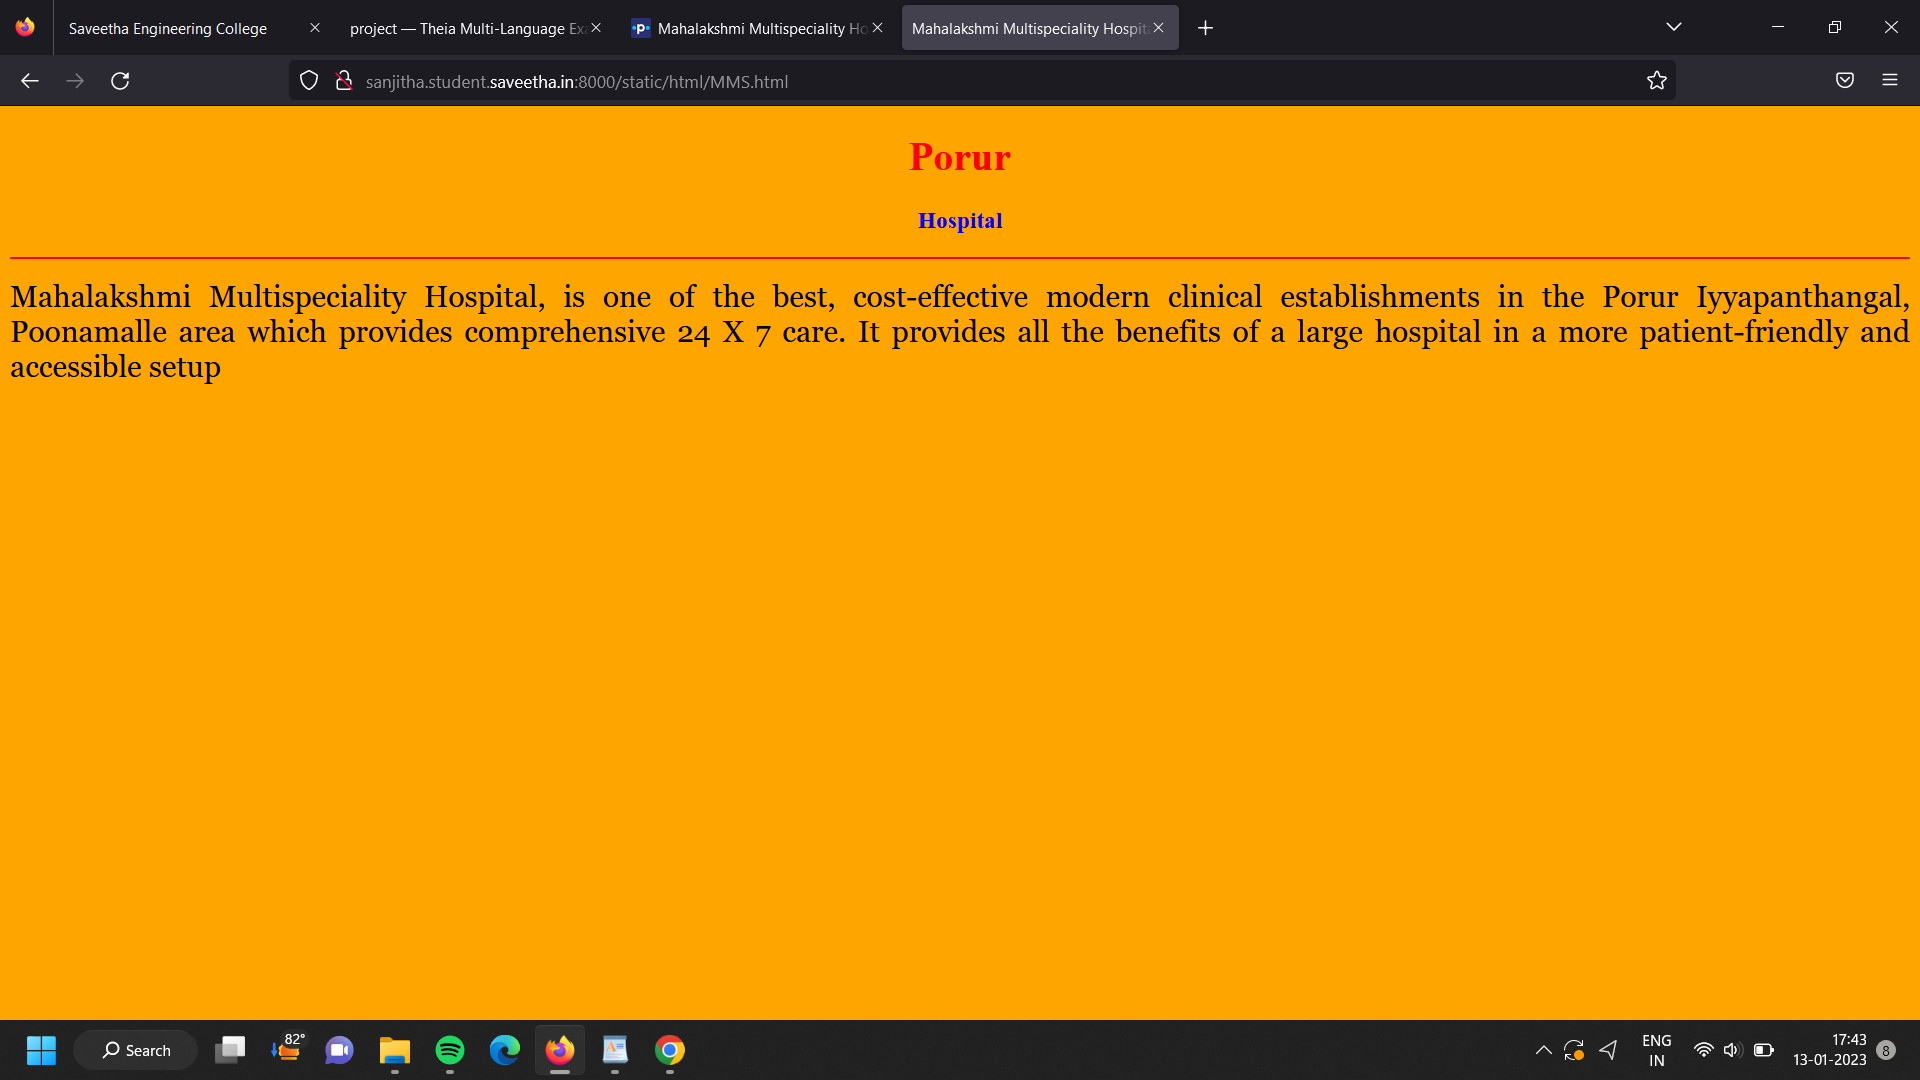 Saveetha Engineering College
project — Theia Multi-Language Ex
Mahalakshmi Multispeciality Ho
Mahalakshmi Multispeciality Hospit
sanjitha.student.saveetha.in:8000/static/html/MMS.html
Porur
Hospital
Mahalakshmi Multispeciality Hospital, is one of the best, cost-effective modern clinical establishments in the Porur Iyyapanthangal,
Poonamalle area which provides comprehensive 24 X 7 care. It provides all the benefits of a large hospital in a more patient-friendly and
accessible setup
82°
Search
ENG
IN
17:43
13-01-2023
8